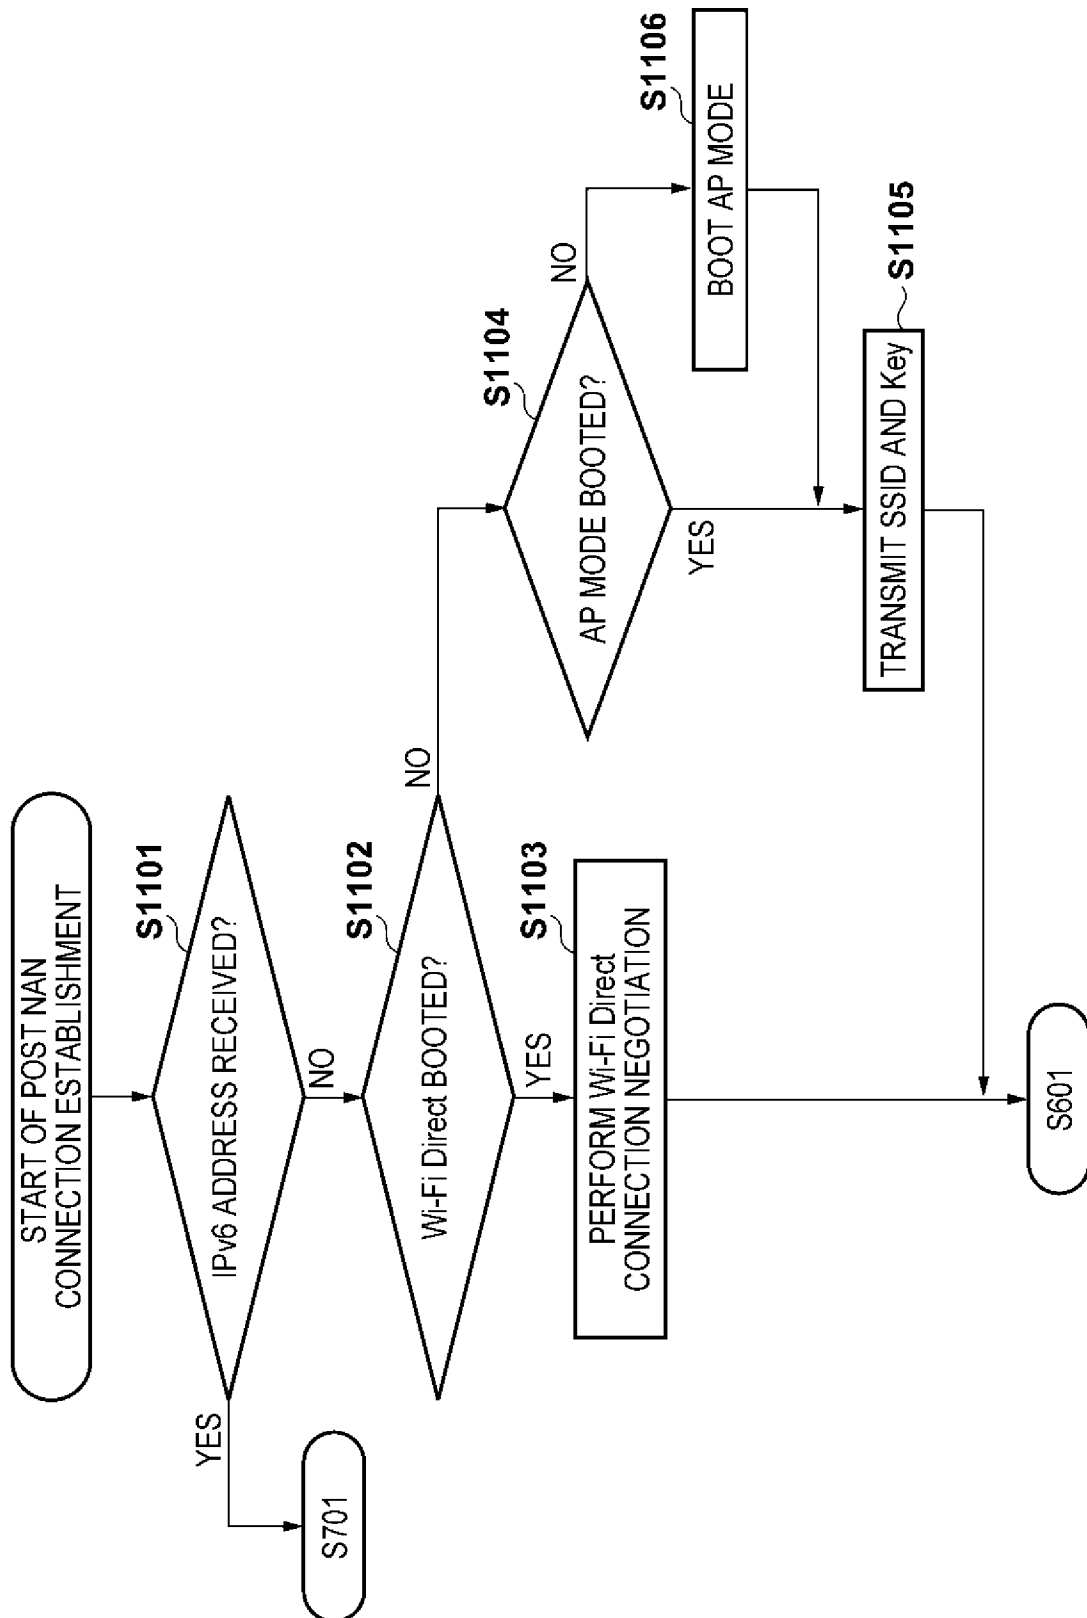 START OF POST NAN
CONNECTION ESTABLISHMENT
S1101
IPv6 ADDRESS RECEIVED?
YES
S701
NO
S1102
Wi-Fi Direct BOOTED?
NO
YES
S1103
PERFORM Wi-Fi Direct
CONNECTION NEGOTIATION
S1104
AP MODE BOOTED?
NO
YES
S1106
BOOT AP MODE
S1105
TRANSMIT SSID AND Key
S601